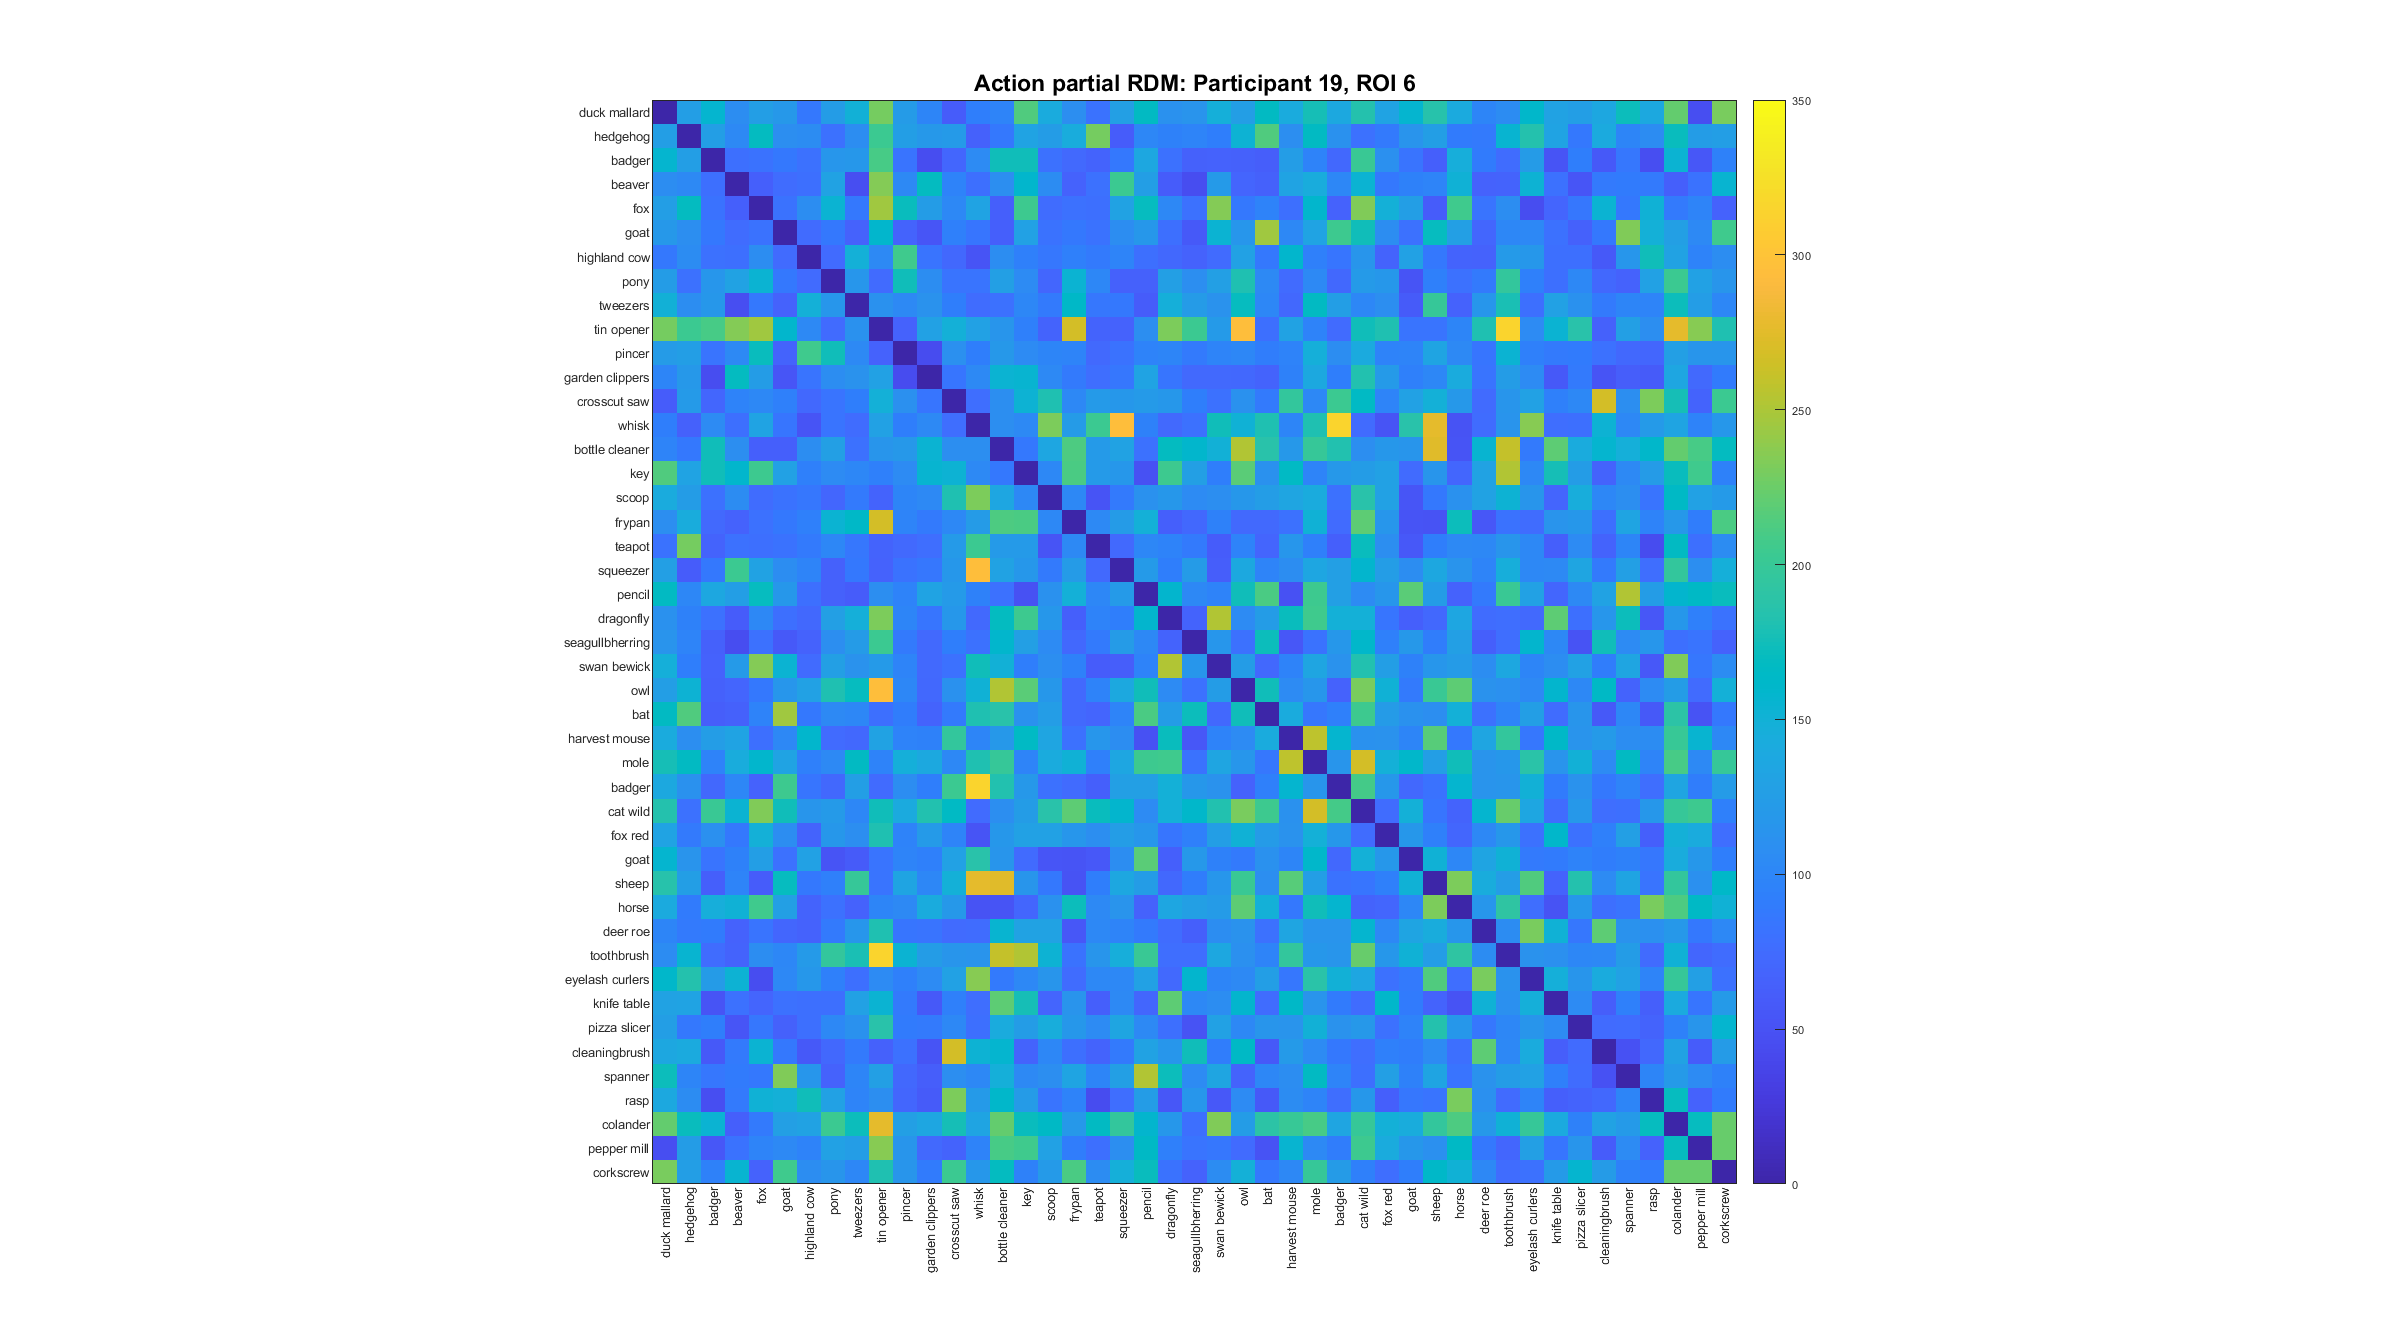 Action partial RDM: Participant 19, ROI 6
duck mallard
hedgehog
badger
beaver
fox
goat
highland cow
pony
tweezers
tin opener
pincer
garden clippers
crosscut saw
whisk
bottle cleaner
key
scoop
frypan
teapot
squeezer
pencil
dragonfly
seagullbherring
swan bewick
owl
bat
harvest mouse
mole
badger
cat wild
fox red
goat
sheep
horse
deer roe
toothbrush
eyelash curlers
knife table
pizza slicer
cleaningbrush
spanner
rasp
colander
pepper mill
corkscrew
duck mallard
hedgehog
badger
beaver
fox
goat
highland cow
pony
tweezers
tin opener
pincer
garden clippers
crosscut saw
whisk
bottle cleaner
key
scoop
frypan
teapot
squeezer
pencil
dragonfly
seagullbherring
swan bewick
owl
bat
harvest mouse
mole
badger
cat wild
fox red
goat
sheep
horse
deer roe
toothbrush
eyelash curlers
knife table
pizza slicer
cleaningbrush
spanner
rasp
colander
pepper mill
corkscrew
350
300
250
200
150
100
50
0